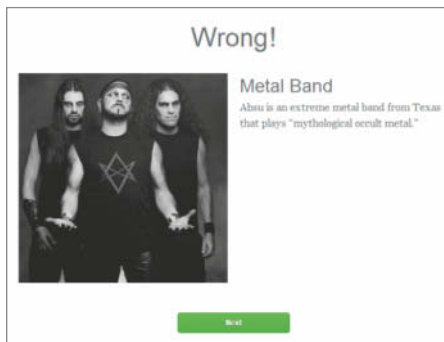 Wrong!
Metal Band
Absu is an extreme metal band from Texas
that plays "mythological occult metal."
Next